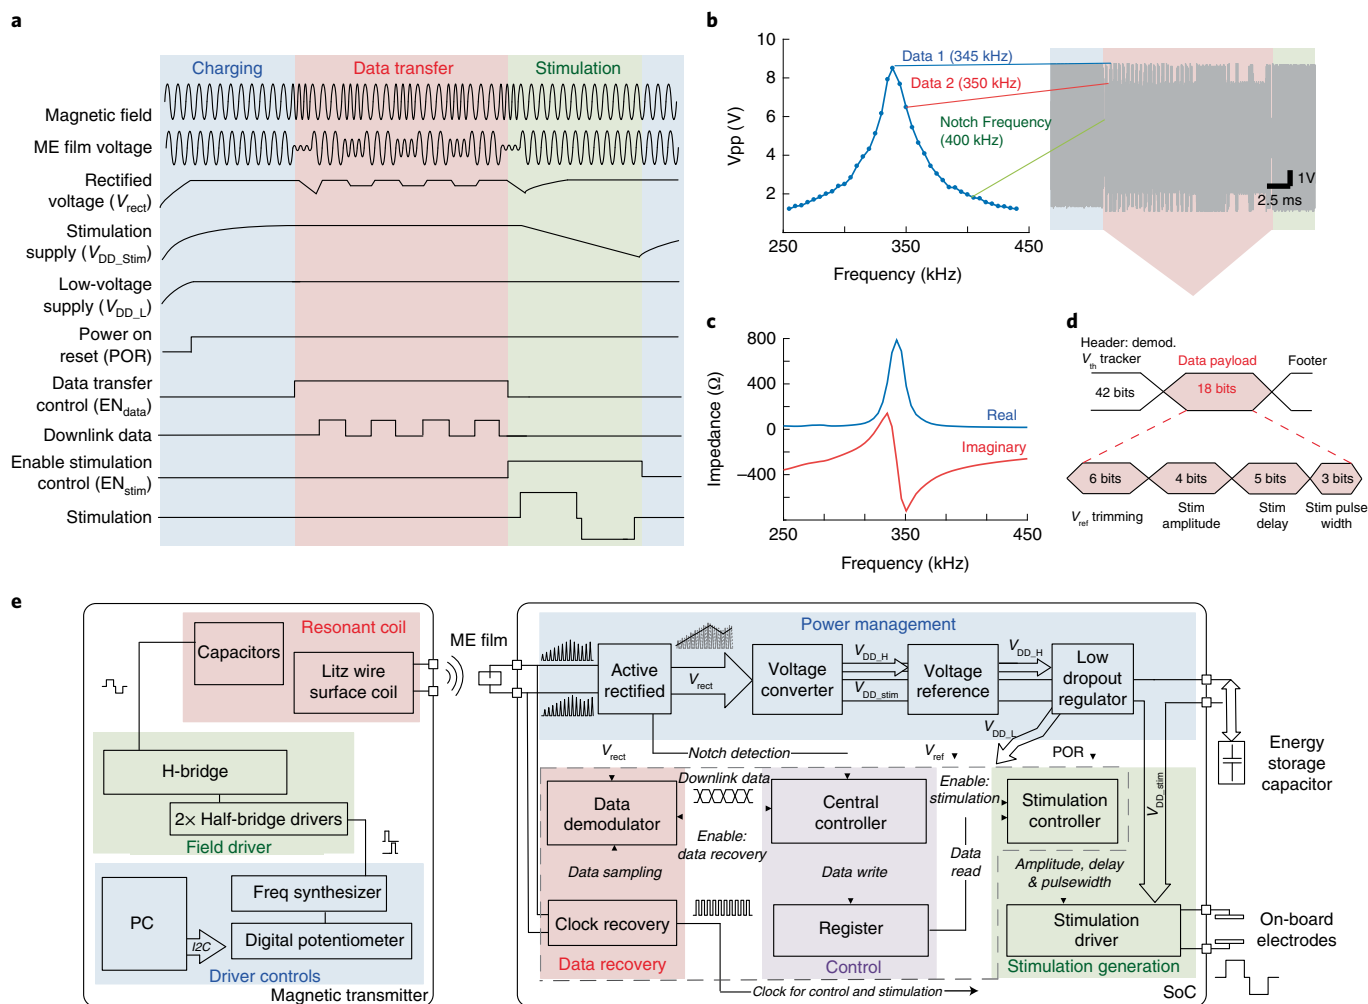 a
Charging
Data transfer
Stimulation
Magnetic field
ME film voltage
Rectified
voltage (Vrect)
Stimulation
supply (VDD_Stim)
Low-voltage
supply (VDD_L)
Power on
reset (POR)
Data transfer
control (ENdata)
Downlink data
Enable stimulation
control (ENstim)
Stimulation
b
10
8
6
4
2
Vpp (V)
250
350
450
Frequency (kHz)
Data 1 (345 kHz)
Data 2 (350 kHz)
Notch Frequency
(400 kHz)
1V
2.5 ms
c
800
400
0
−400
Impedance (Ω)
Real
Imaginary
250
350
450
Frequency (kHz)
d
Header: demod.
Vth tracker
Data payload
Footer
42 bits
18 bits
6 bits
4 bits
5 bits
3 bits
Vref trimming
Stim
amplitude
Stim
delay
Stim pulse
width
e
Resonant coil
Capacitors
Litz wire
surface coil
H-bridge
2× Half-bridge drivers
Field driver
Freq synthesizer
PC
I2C
Digital potentiometer
Driver controls
Magnetic transmitter
ME film
Power management
Active
rectified
Vrect
Voltage
converter
VDD_H
VDD_stim
Voltage
reference
VDD_H
Low
dropout
regulator
VDD_L
Vrect
Notch detection
Vref
POR
VDD_stim
Energy
storage
capacitor
Data
demodulator
Downlink data
Enable:
data recovery
Central
controller
Enable:
stimulation
Stimulation
controller
Data sampling
Data write
Data
read
Amplitude, delay
& pulsewidth
Clock recovery
Register
Stimulation
driver
On-board
electrodes
Data recovery
Control
Stimulation generation
Clock for control and stimulation
SoC